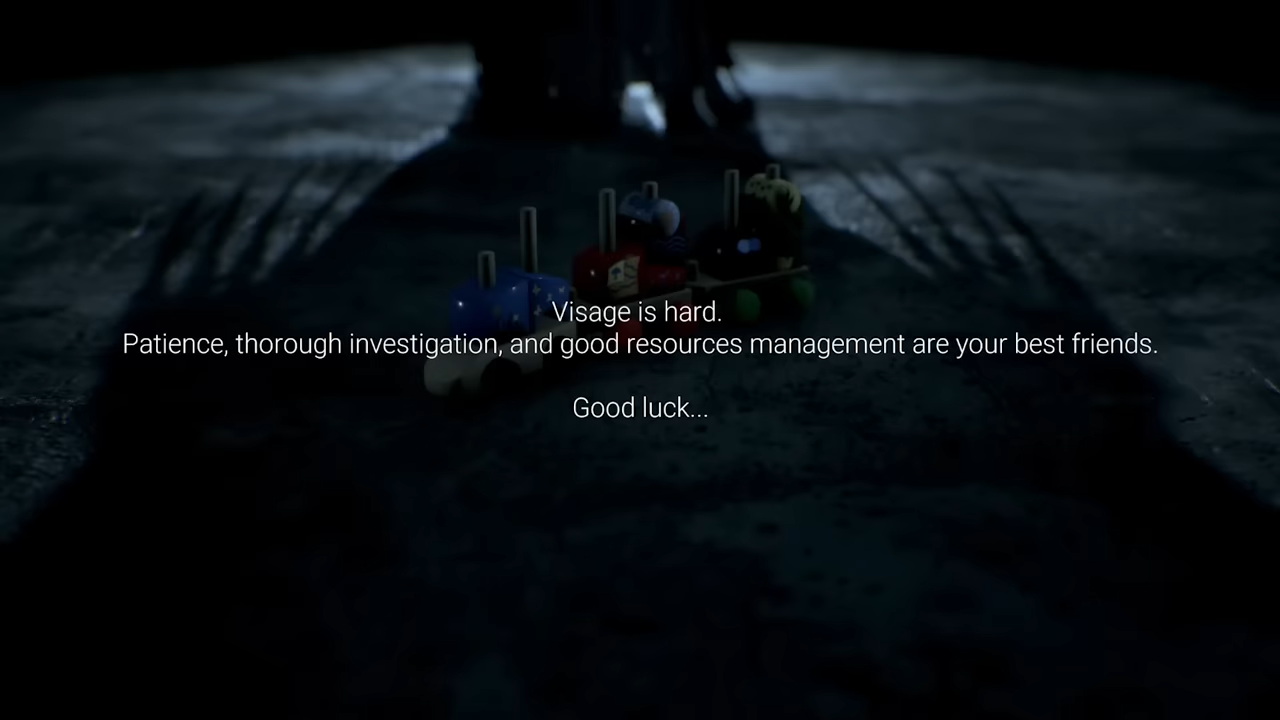 Visage is hard.
Patience, thorough investigation, and good resources management are your best friends.
Good luck...